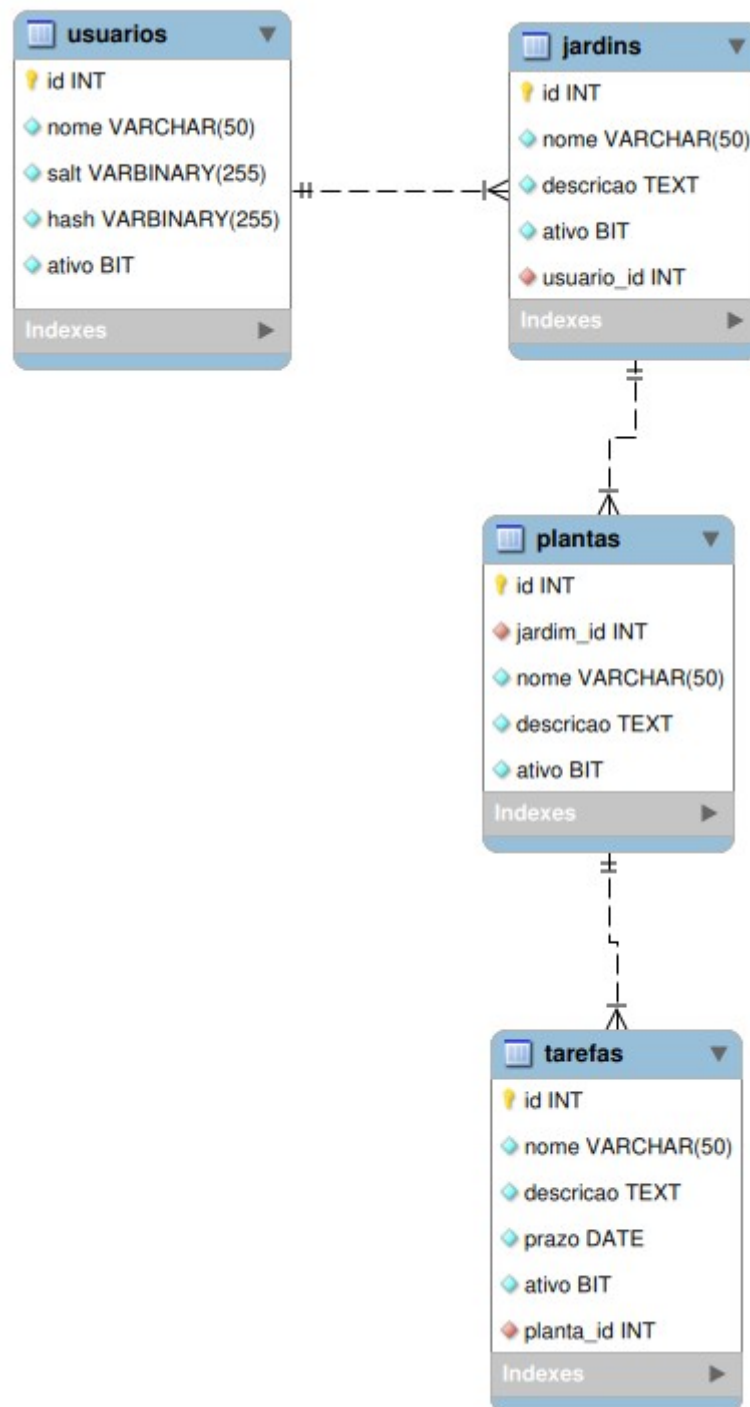 usuarios
id INT
nome VARCHAR(50)
salt VARBINARY(255)
hash VARBINARY(255)
ativo BIT
Indexes
jardins
id INT
nome VARCHAR(50)
descricao TEXT
ativo BIT
usuario_id INT
Indexes
plantas
id INT
jardim_id INT
nome VARCHAR(50)
descricao TEXT
ativo BIT
Indexes
tarefas
id INT
nome VARCHAR(50)
descricao TEXT
prazo DATE
ativo BIT
planta_id INT
Indexes